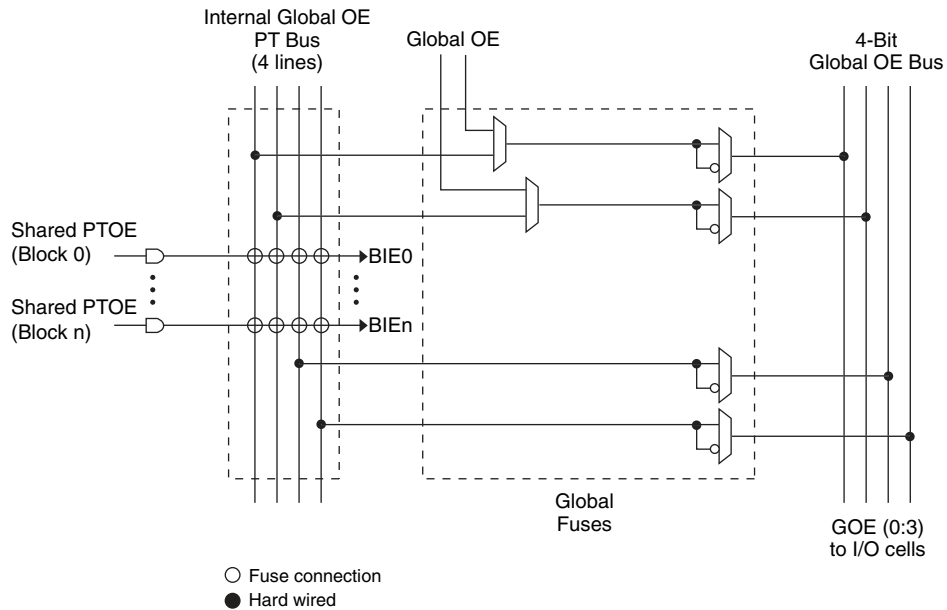 Internal Global OE
PT Bus
(4 lines)
Global OE
4-Bit
Global OE Bus
Shared PTOE
(Block 0)
BIE0
Shared PTOE
(Block n)
BIEn
Global
Fuses
GOE (0:3)
to I/O cells
Fuse connection
Hard wired